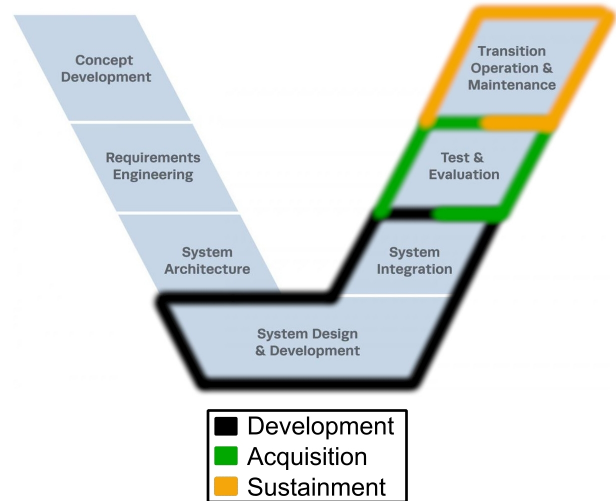 Concept
Development
Requirements
Engineering
System
Architecture
System Design
& Development
System
Integration
Test &
Evaluation
Transition
Operation &
Maintenance
Development
Acquisition
Sustainment